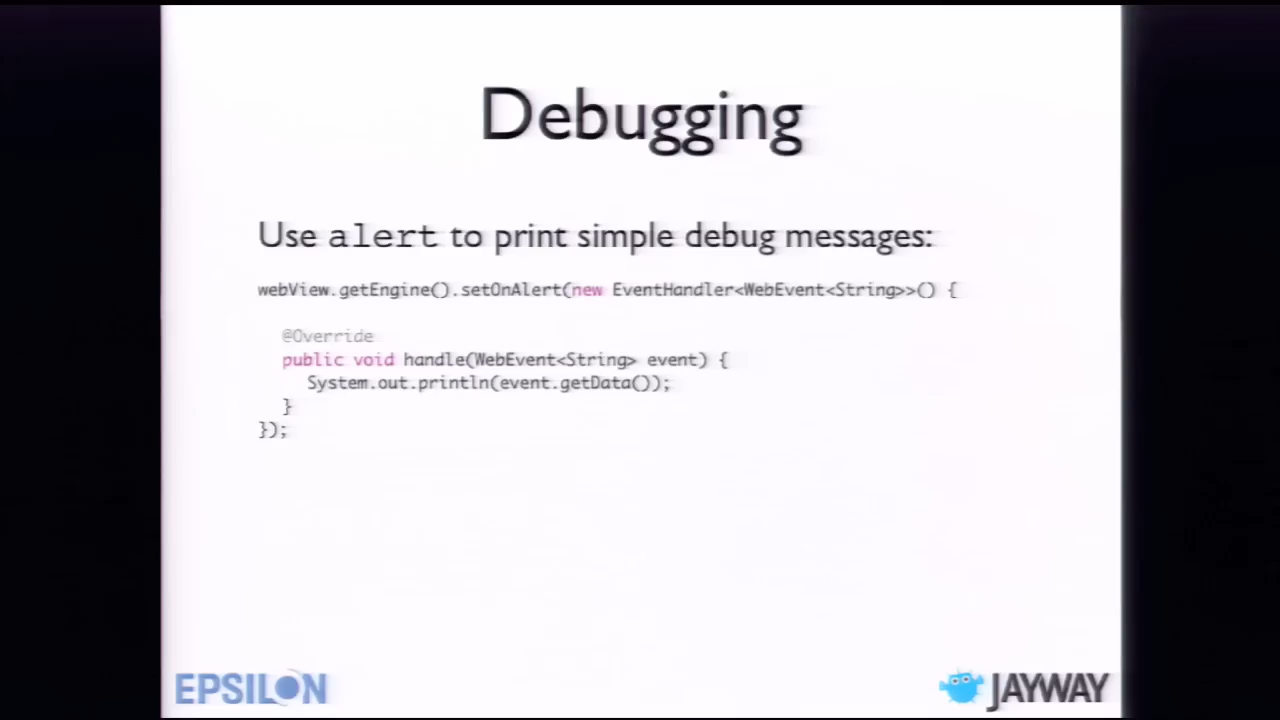 Debugging
Use alert to print simple debug messages:
webView.getEngine().setOnAlert(new EventHandler<WebEvent<String>>() {
@Override
public void handle(WebEvent<String> event) {
System.out.println(event.getData());
}
});
EPSILON
JAYWAY